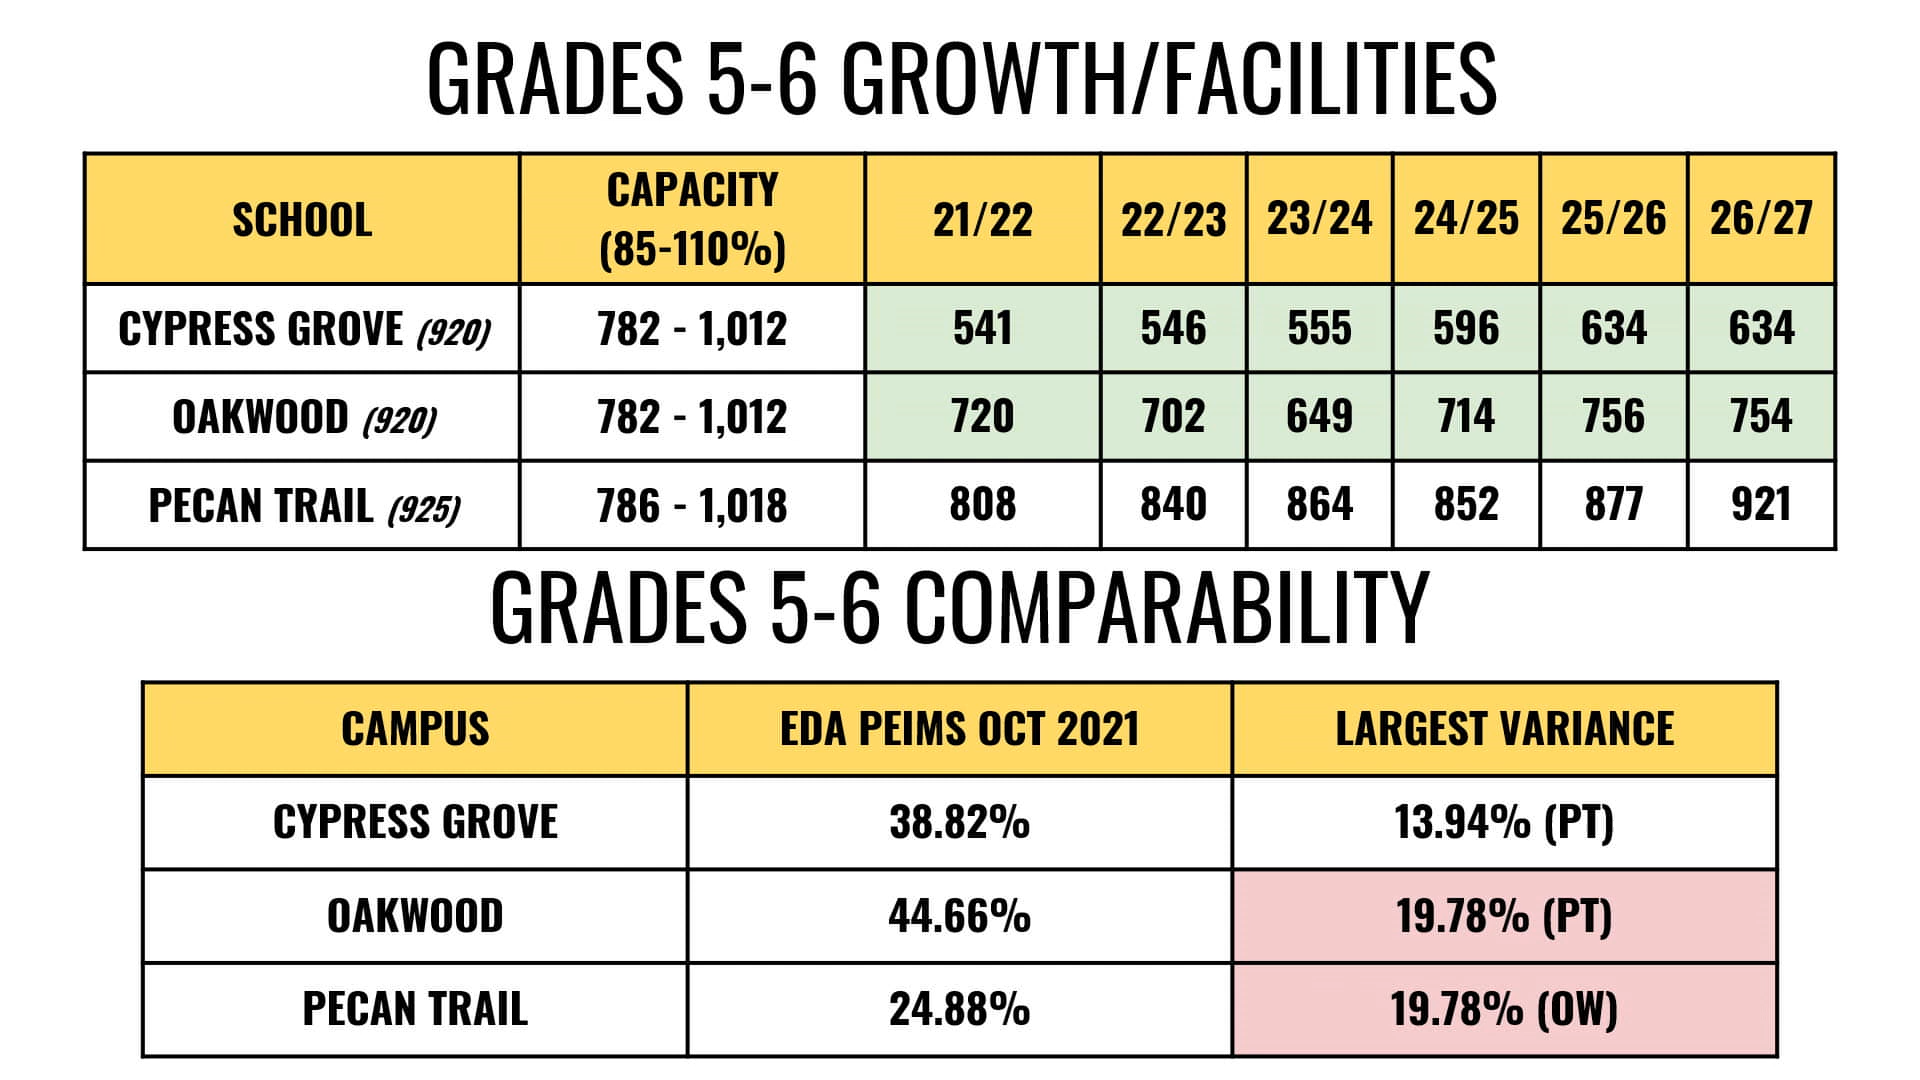 GRADES 5-6 GROWTH/FACILITIES
SCHOOL CAPACITY (85-110%) 21/22 22/23 23/24 24/25 25/26 26/27
CYPRESS GROVE (920) 782 - 1,012 541 546 555 596 634 634
OAKWOOD (920) 782 - 1,012 720 702 649 714 756 754
PECAN TRAIL (925) 786 - 1,018 808 840 864 852 877 921
GRADES 5-6 COMPARABILITY
CAMPUS EDA PEIMS OCT 2021 LARGEST VARIANCE
CYPRESS GROVE 38.82% 13.94% (PT)
OAKWOOD 44.66% 19.78% (PT)
PECAN TRAIL 24.88% 19.78% (OW)